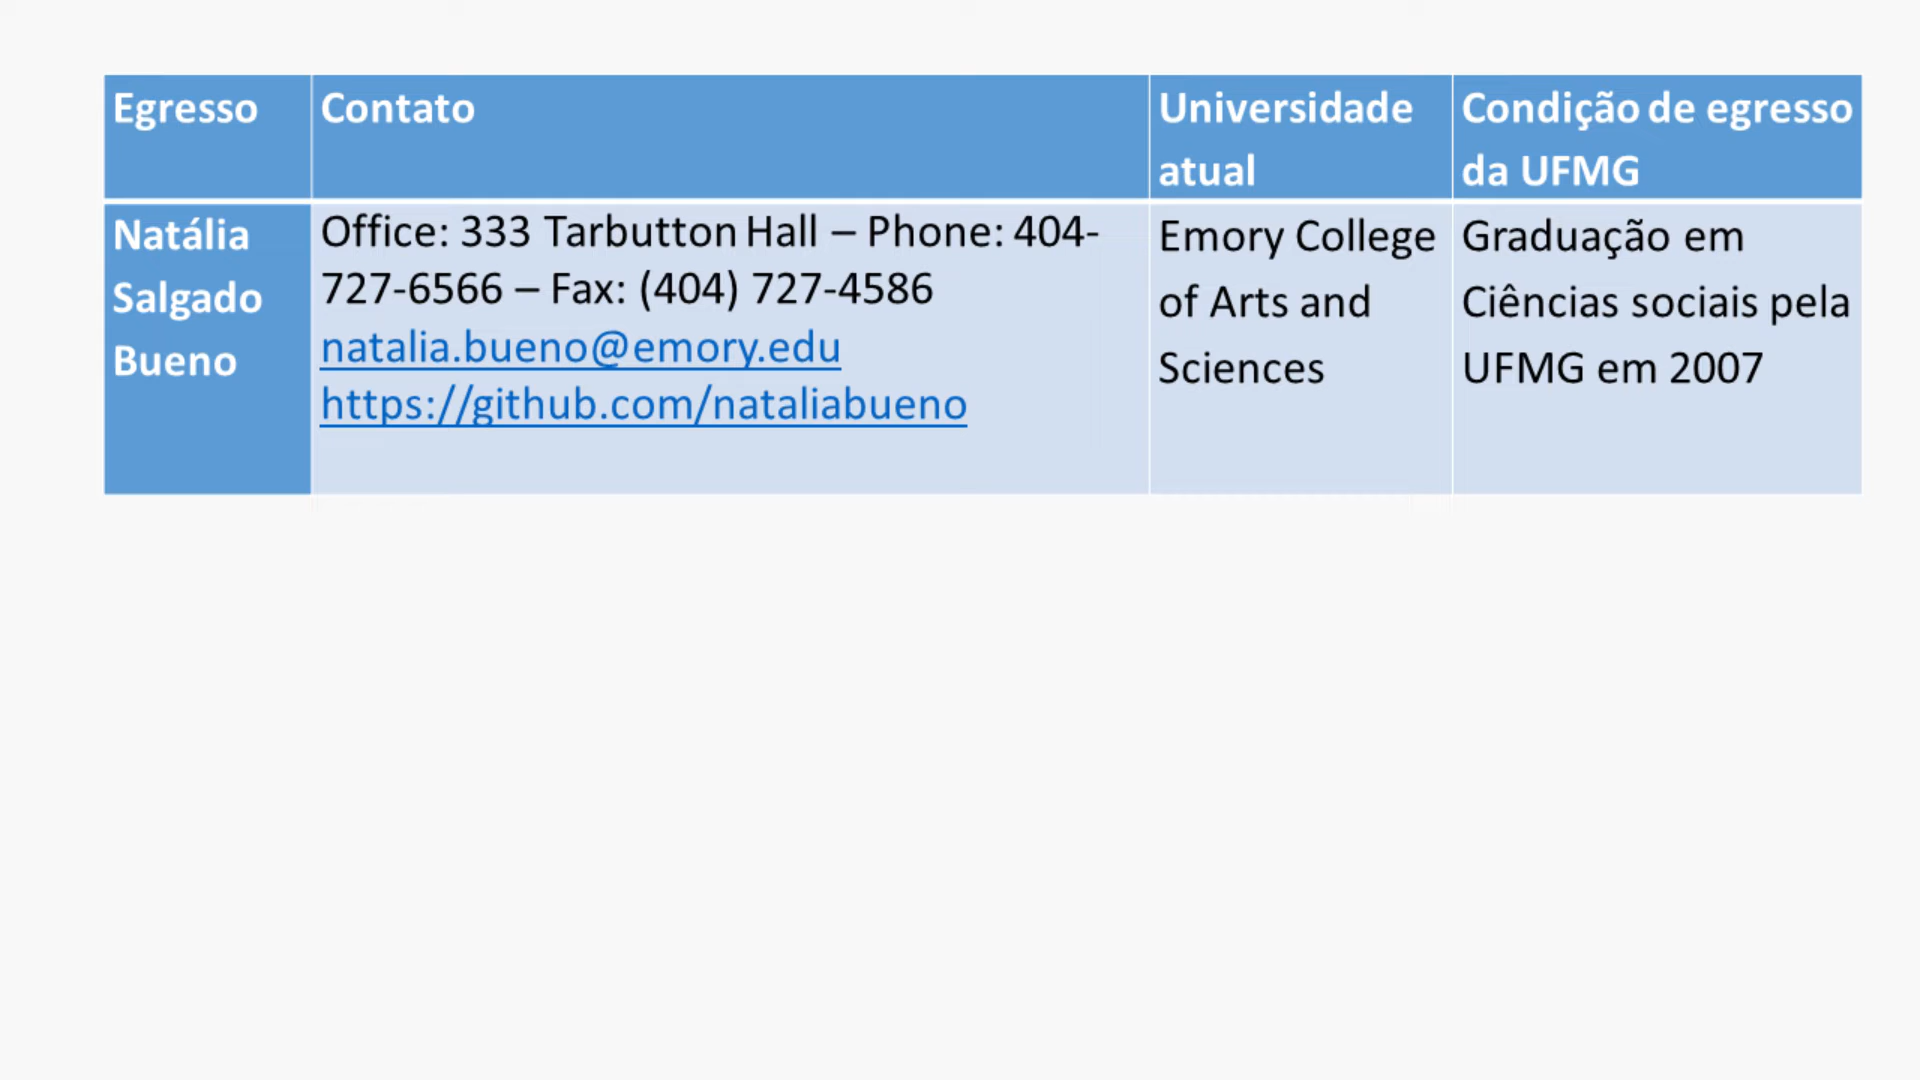 Egresso
Contato
Universidade
atual
Condição de egresso
da UFMG
Natália
Salgado
Bueno
Office: 333 Tarbutton Hall – Phone: 404-
727-6566 – Fax: (404) 727-4586
natalia.bueno@emory.edu
https://github.com/nataliabueno
Emory College
of Arts and
Sciences
Graduação em
Ciências sociais pela
UFMG em 2007